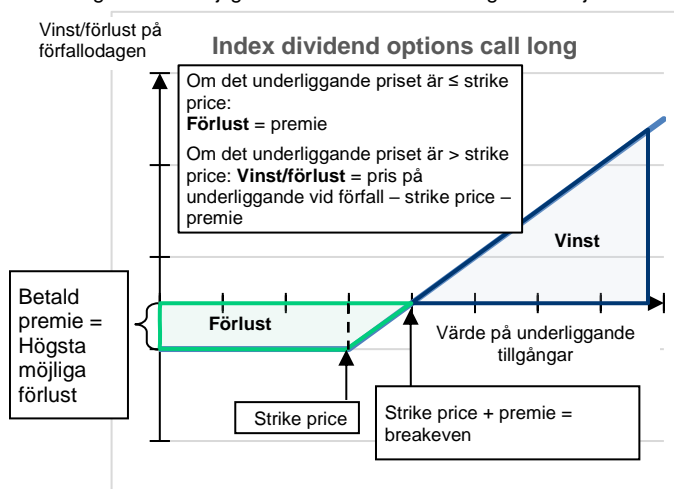 Vinst/förlust på
förfallodagen
Index dividend options call long
Om det underliggande priset är ≤ strike
price:
Förlust = premie
Om det underliggande priset är > strike
price: Vinst/förlust = pris på
underliggande vid förfall – strike price –
premie
Vinst
Betald
premie =
Högsta
möjliga
förlust
Förlust
Värde på underliggande
tillgångar
Strike price
Strike price + premie =
breakeven